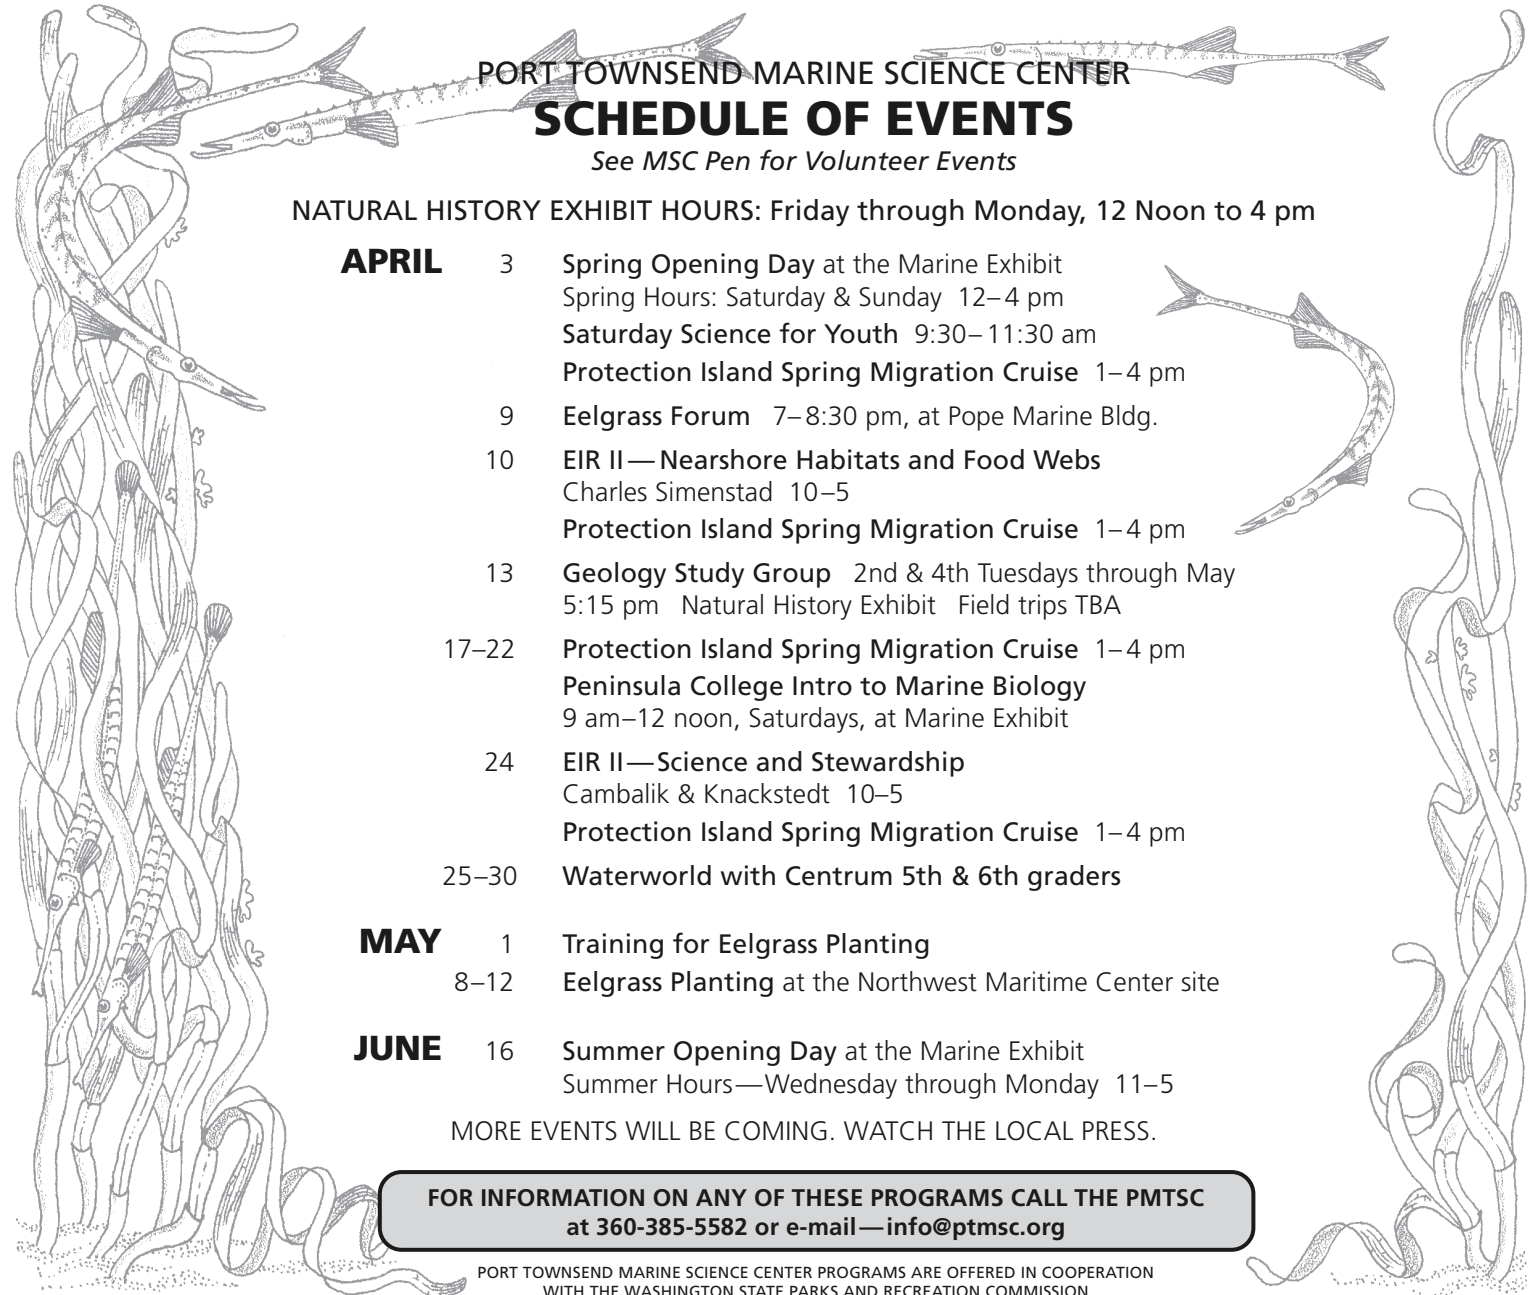 PORT TOWNSEND MARINE SCIENCE CENTER
SCHEDULE OF EVENTS
See MSC Pen for Volunteer Events
NATURAL HISTORY EXHIBIT HOURS: Friday through Monday, 12 Noon to 4 pm
APRIL 3 Spring Opening Day at the Marine Exhibit
Spring Hours: Saturday & Sunday 12–4 pm
Saturday Science for Youth 9:30–11:30 am
Protection Island Spring Migration Cruise 1–4 pm
9 Eelgrass Forum 7–8:30 pm, at Pope Marine Bldg.
10 EIR II—Nearshore Habitats and Food Webs
Charles Simenstad 10–5
Protection Island Spring Migration Cruise 1–4 pm
13 Geology Study Group 2nd & 4th Tuesdays through May
5:15 pm Natural History Exhibit Field trips TBA
17–22 Protection Island Spring Migration Cruise 1–4 pm
Peninsula College Intro to Marine Biology
9 am–12 noon, Saturdays, at Marine Exhibit
24 EIR II—Science and Stewardship
Cambalik & Knackstedt 10–5
Protection Island Spring Migration Cruise 1–4 pm
25–30 Waterworld with Centrum 5th & 6th graders
MAY 1 Training for Eelgrass Planting
8–12 Eelgrass Planting at the Northwest Maritime Center site
JUNE 16 Summer Opening Day at the Marine Exhibit
Summer Hours—Wednesday through Monday 11–5
MORE EVENTS WILL BE COMING. WATCH THE LOCAL PRESS.
FOR INFORMATION ON ANY OF THESE PROGRAMS CALL THE PMTSC
at 360-385-5582 or e-mail—info@ptmsc.org
PORT TOWNSEND MARINE SCIENCE CENTER PROGRAMS ARE OFFERED IN COOPERATION
WITH THE WASHINGTON STATE PARKS AND RECREATION COMMISSION